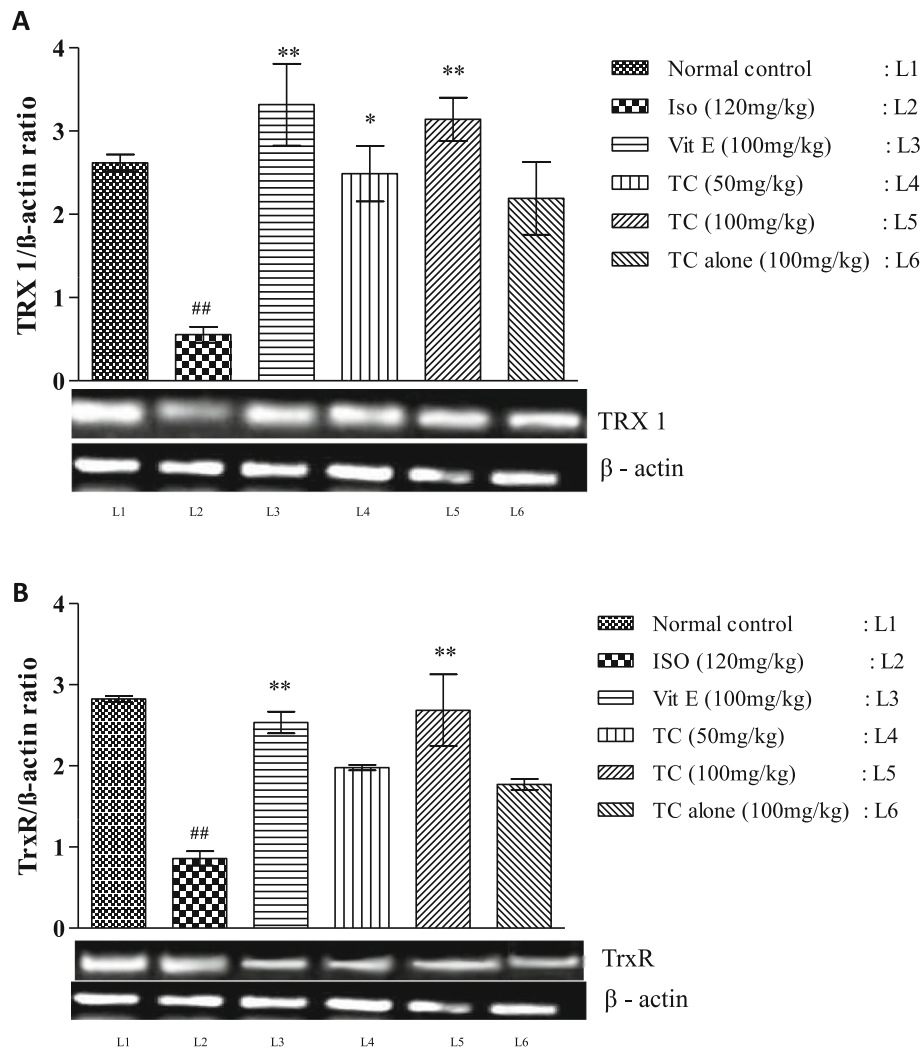 A
4
3
2
1
0
TRX 1/ß-actin ratio
**
*
**
##
Normal control : L1
Iso (120mg/kg) : L2
Vit E (100mg/kg) : L3
TC (50mg/kg) : L4
TC (100mg/kg) : L5
TC alone (100mg/kg) : L6
TRX 1
β - actin
L1 L2 L3 L4 L5 L6
B
4
3
2
1
0
TrxR/ß-actin ratio
**
**
##
Normal control : L1
ISO (120mg/kg) : L2
Vit E (100mg/kg) : L3
TC (50mg/kg) : L4
TC (100mg/kg) : L5
TC alone (100mg/kg) : L6
TrxR
β - actin
L1 L2 L3 L4 L5 L6